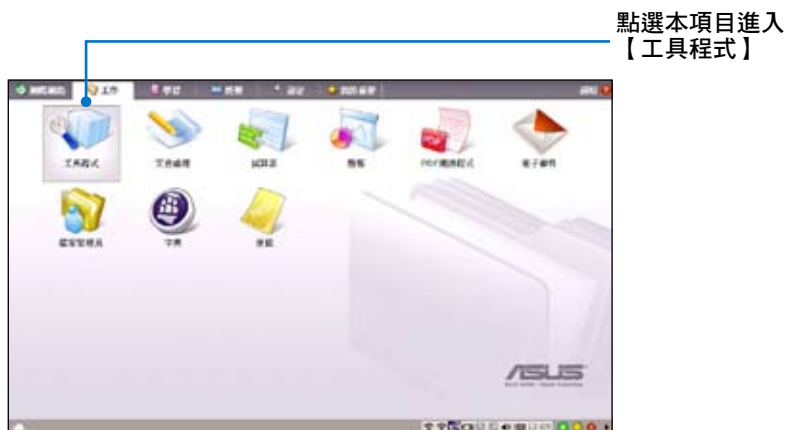 點選本項目進入
【工具程式】
工作
學習
工具程式
文書處理
試算表
簡報
PDF閱讀程式
電子郵件
檔案管理員
字典
便籤
ASUS